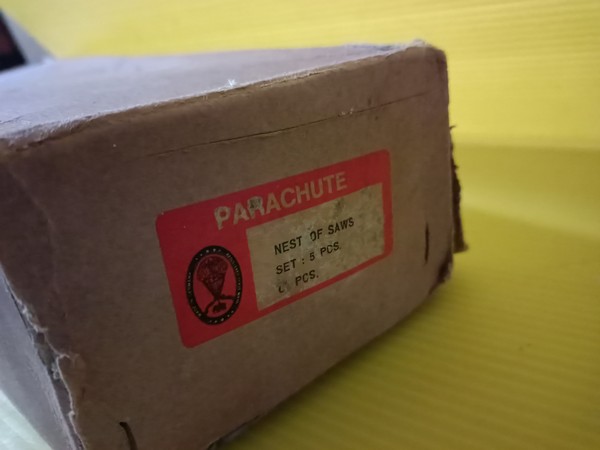 PARACHUTE
NEST OF SAWS
SET : 5 PCS.
PCS.